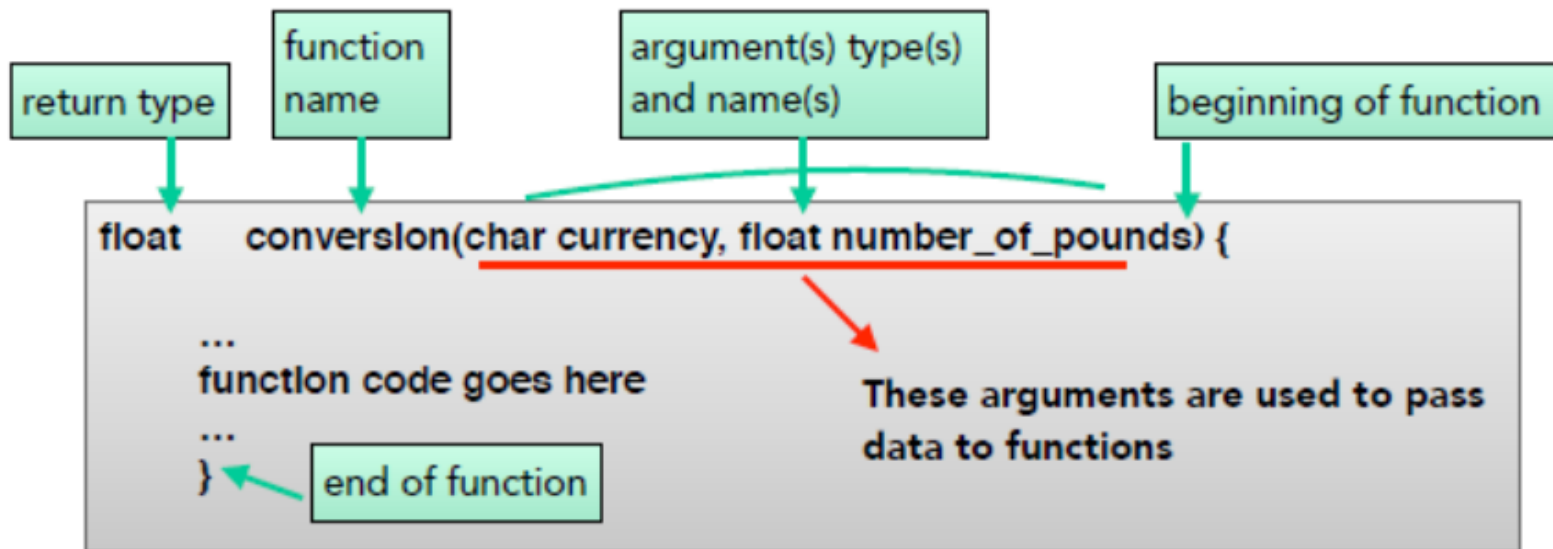 function
name
argument(s) type(s)
and name(s)
return type
beginning of function
float conversion(char currency, float number_of_pounds) {
...
function code goes here
...
}
end of function
These arguments are used to pass
data to functions